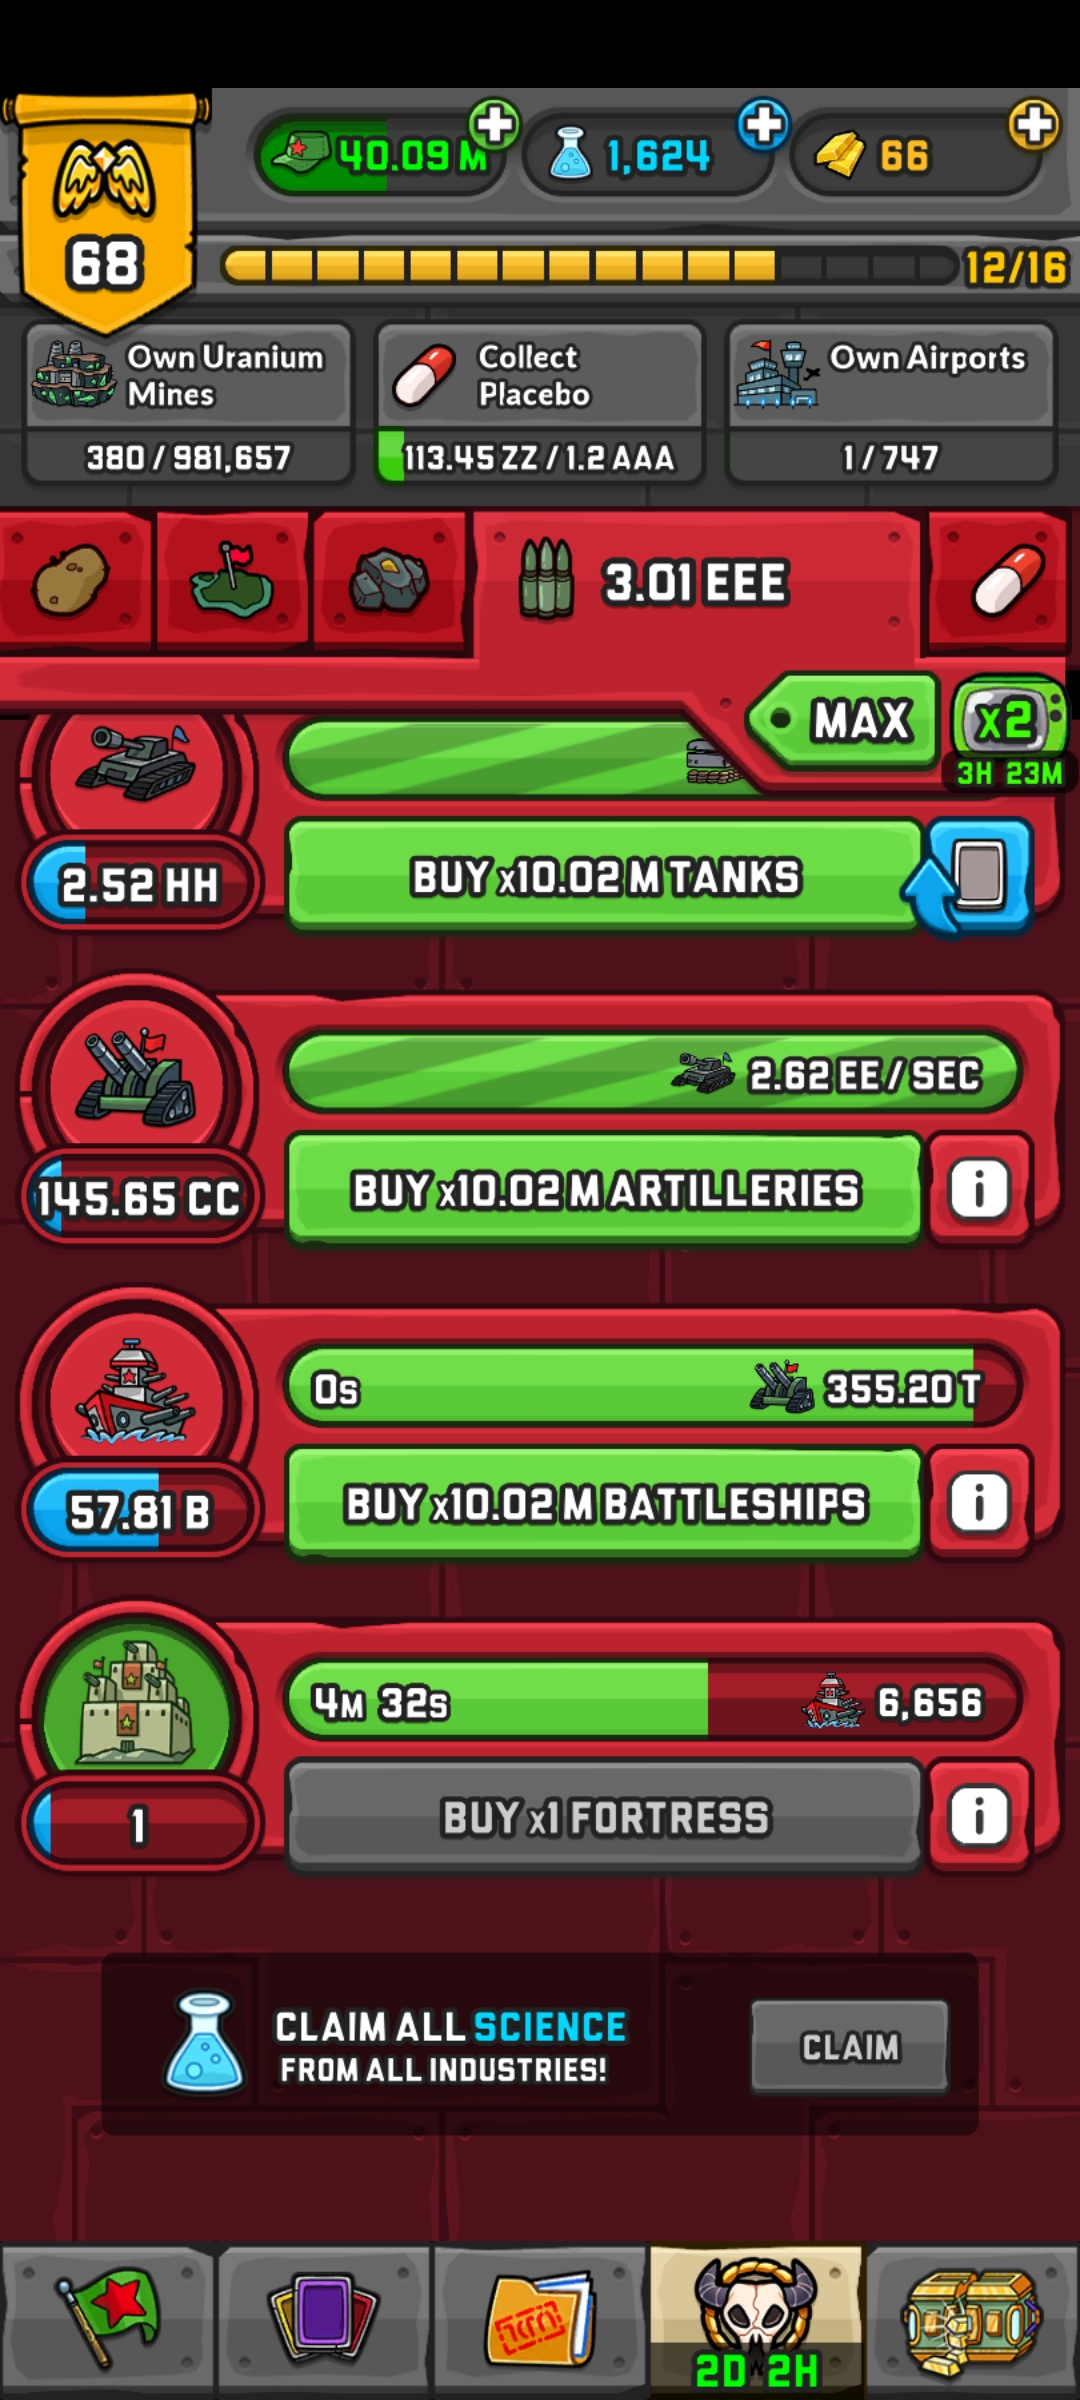 40.09 M
1,624
66
68
12/16
Own Uranium
Mines
380 / 981,657
Collect
Placebo
113.45 ZZ / 1.2 AAA
Own Airports
1 / 747
3.01 EEE
MAX
x2
3H 23M
2.52 HH
BUY x10.02 M TANKS
2.62 EE / SEC
145.65 CC
BUY x10.02 M ARTILLERIES
i
0s
355.20 T
57.81 B
BUY x10.02 M BATTLESHIPS
i
4M 32s
6,656
1
BUY x1 FORTRESS
i
CLAIM ALL SCIENCE
FROM ALL INDUSTRIES!
CLAIM
2D 2H